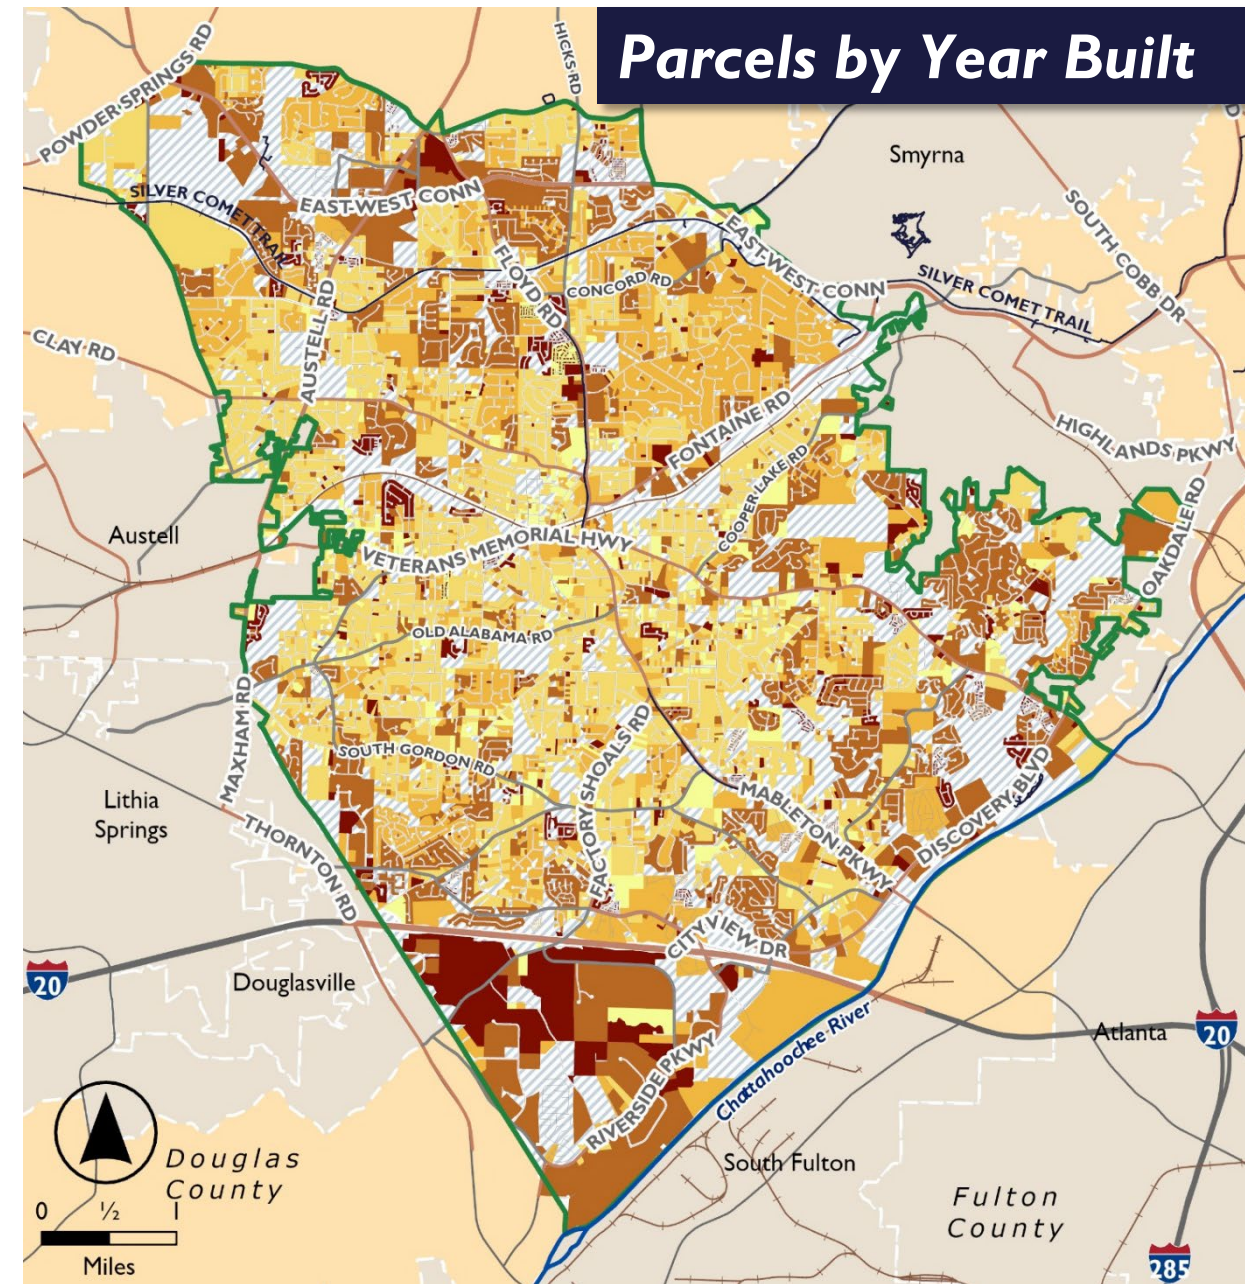 Parcels by Year Built
POWDER SPRINGS RD
HICKS RD
Smyrna
SILVER COMET TRAIL
EAST-WEST CONN
EAST-WEST CONN
SOUTH COBB DR
FLOYD RD
CONCORD RD
SILVER COMET TRAIL
CLAY RD
AUSTELL RD
FONTAINE RD
HIGHLANDS PKWY
COOPER LAKE RD
Austell
VETERANS MEMORIAL HWY
OAKDALE RD
OLD ALABAMA RD
MAXHAM RD
FACTORY SHOALS RD
SOUTH GORDON RD
Lithia
Springs
MABLETON PKWY
DISCOVERY BLVD
THORNTON RD
CITYVIEW DR
20
Douglasville
Chattahoochee River
Atlanta
20
RIVERSIDE PKWY
Douglas
County
South Fulton
Fulton
County
0 ½ 1
Miles
285